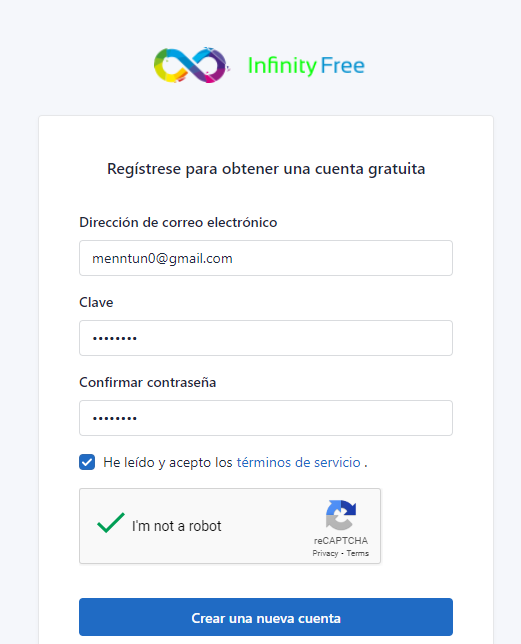 Infinity Free
Regístrese para obtener una cuenta gratuita
Dirección de correo electrónico
menntun0@gmail.com
Clave
••••••••
Confirmar contraseña
••••••••
He leído y acepto los términos de servicio .
I'm not a robot
reCAPTCHA
Privacy - Terms
Crear una nueva cuenta